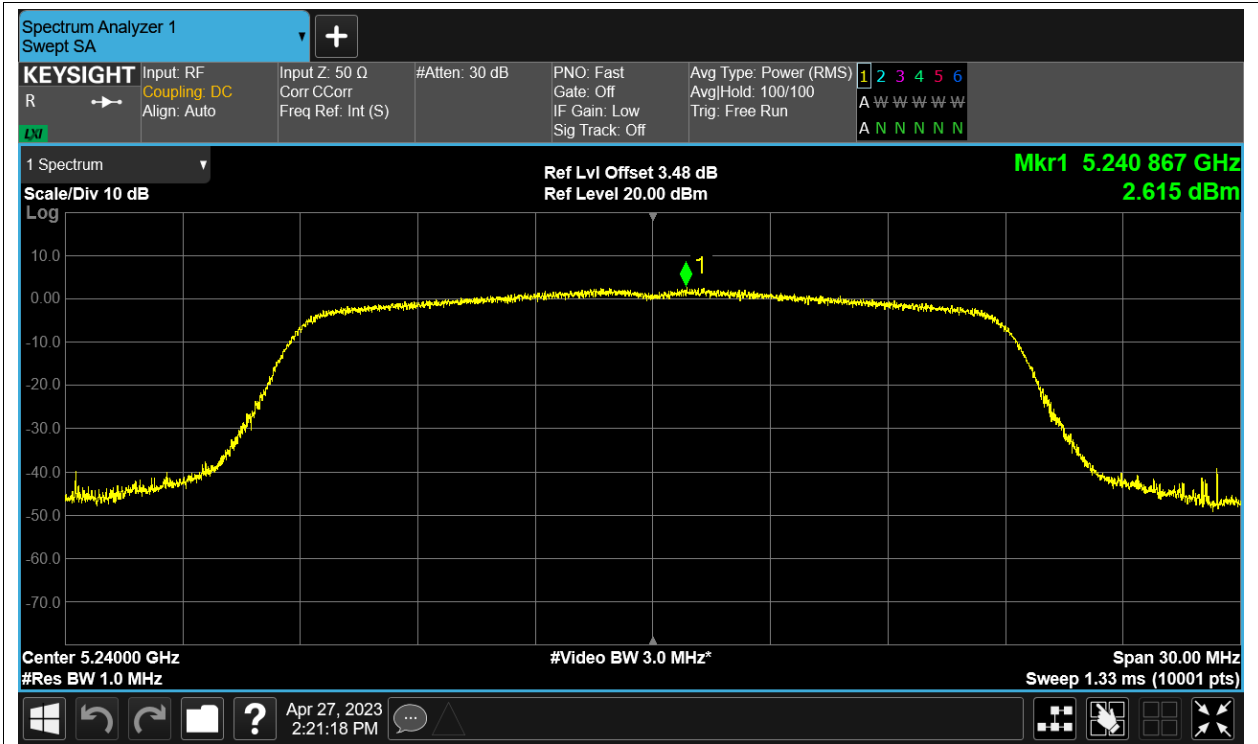 Spectrum Analyzer 1
Swept SA
KEYSIGHT
R
LXI
Input: RF
Coupling: DC
Align: Auto
Input Z: 50 Ω
Corr CCorr
Freq Ref: Int (S)
#Atten: 30 dB
PNO: Fast
Gate: Off
IF Gain: Low
Sig Track: Off
Avg Type: Power (RMS)
Avg|Hold: 100/100
Trig: Free Run
1 2 3 4 5 6
A W W W W W
A N N N N N
1 Spectrum
Scale/Div 10 dB
Log
Ref Lvl Offset 3.48 dB
Ref Level 20.00 dBm
Mkr1 5.240 867 GHz
2.615 dBm
1
10.0
0.00
-10.0
-20.0
-30.0
-40.0
-50.0
-60.0
-70.0
Center 5.24000 GHz
#Res BW 1.0 MHz
#Video BW 3.0 MHz*
Span 30.00 MHz
Sweep 1.33 ms (10001 pts)
?
Apr 27, 2023
2:21:18 PM